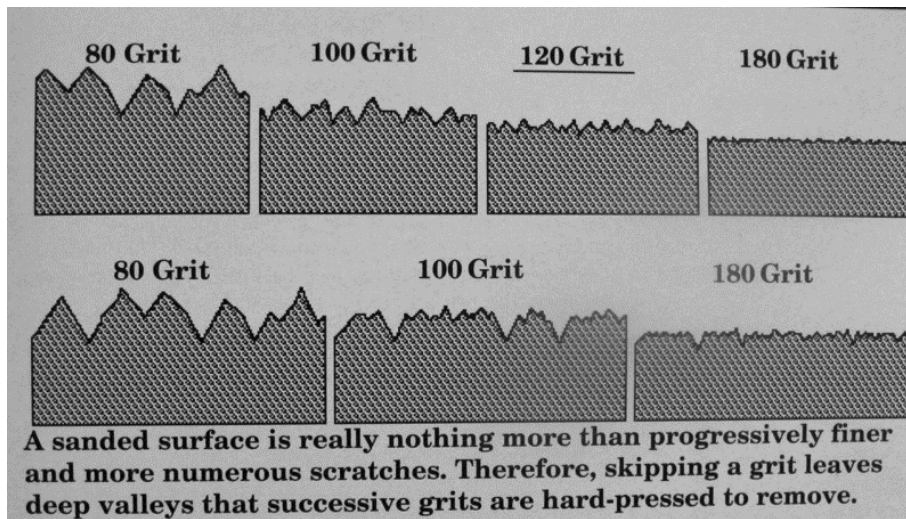 80 Grit 100 Grit 120 Grit 180 Grit
80 Grit 100 Grit 180 Grit
A sanded surface is really nothing more than progressively finer
and more numerous scratches. Therefore, skipping a grit leaves
deep valleys that successive grits are hard-pressed to remove.